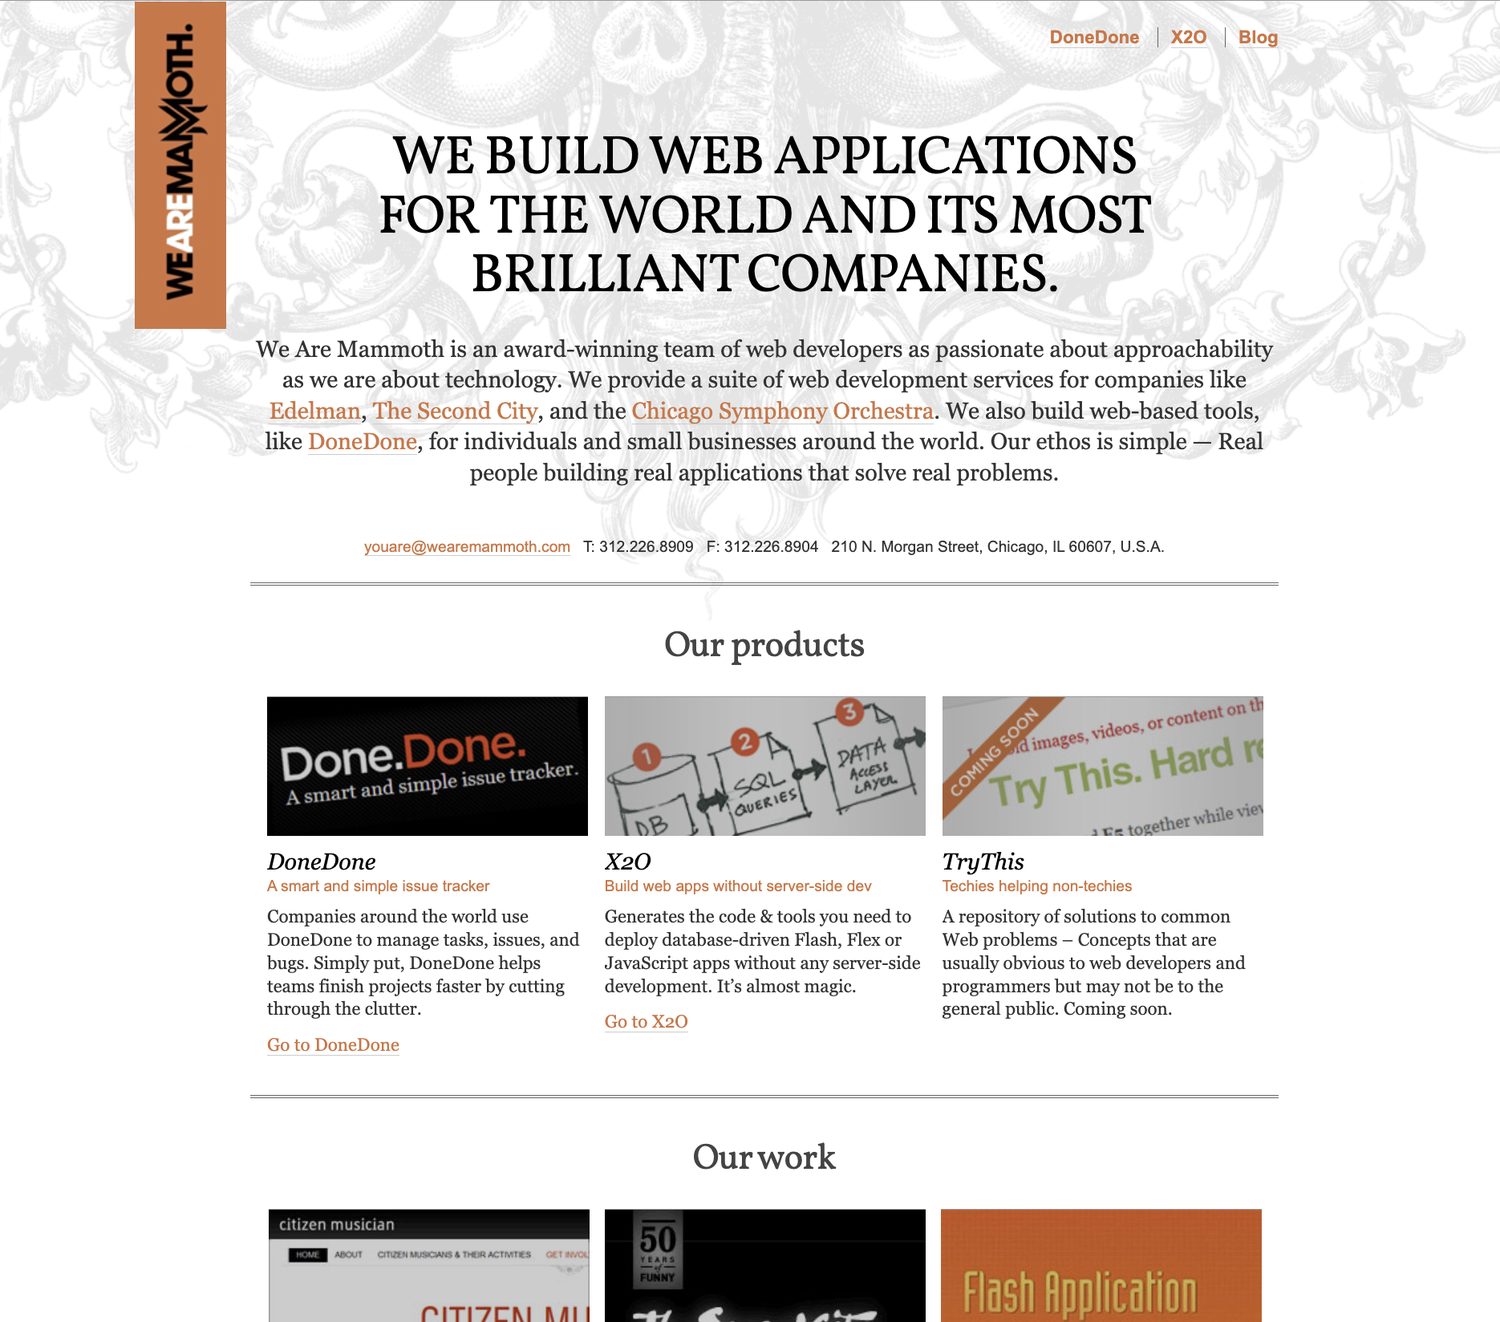 WEAREMAMMOTH.
DoneDone
X2O
Blog
WE BUILD WEB APPLICATIONS
FOR THE WORLD AND ITS MOST
BRILLIANT COMPANIES.
We Are Mammoth is an award-winning team of web developers as passionate about approachability
as we are about technology. We provide a suite of web development services for companies like
Edelman, The Second City, and the Chicago Symphony Orchestra. We also build web-based tools,
like DoneDone, for individuals and small businesses around the world. Our ethos is simple — Real
people building real applications that solve real problems.
youare@wearemammoth.com T: 312.226.8909 F: 312.226.8904 210 N. Morgan Street, Chicago, IL 60607, U.S.A.
Our products
Done.Done.
A smart and simple issue tracker.
DoneDone
A smart and simple issue tracker
Companies around the world use
DoneDone to manage tasks, issues, and
bugs. Simply put, DoneDone helps
teams finish projects faster by cutting
through the clutter.
Go to DoneDone
1
2
3
DB
SQL
QUERIES
DATA
ACCESS
LAYER
X2O
Build web apps without server-side dev
Generates the code & tools you need to
deploy database-driven Flash, Flex or
JavaScript apps without any server-side
development. It’s almost magic.
Go to X2O
COMING SOON
images, videos, or content on
Try This. Hard
together while
TryThis
Techies helping non-techies
A repository of solutions to common
Web problems – Concepts that are
usually obvious to web developers and
programmers but may not be to the
general public. Coming soon.
Our work
citizen musician
HOME ABOUT CITIZEN MUSICIANS & THEIR ACTIVITIES GET
CITIZEN
50
YEARS
of
FUNNY
Flash Application